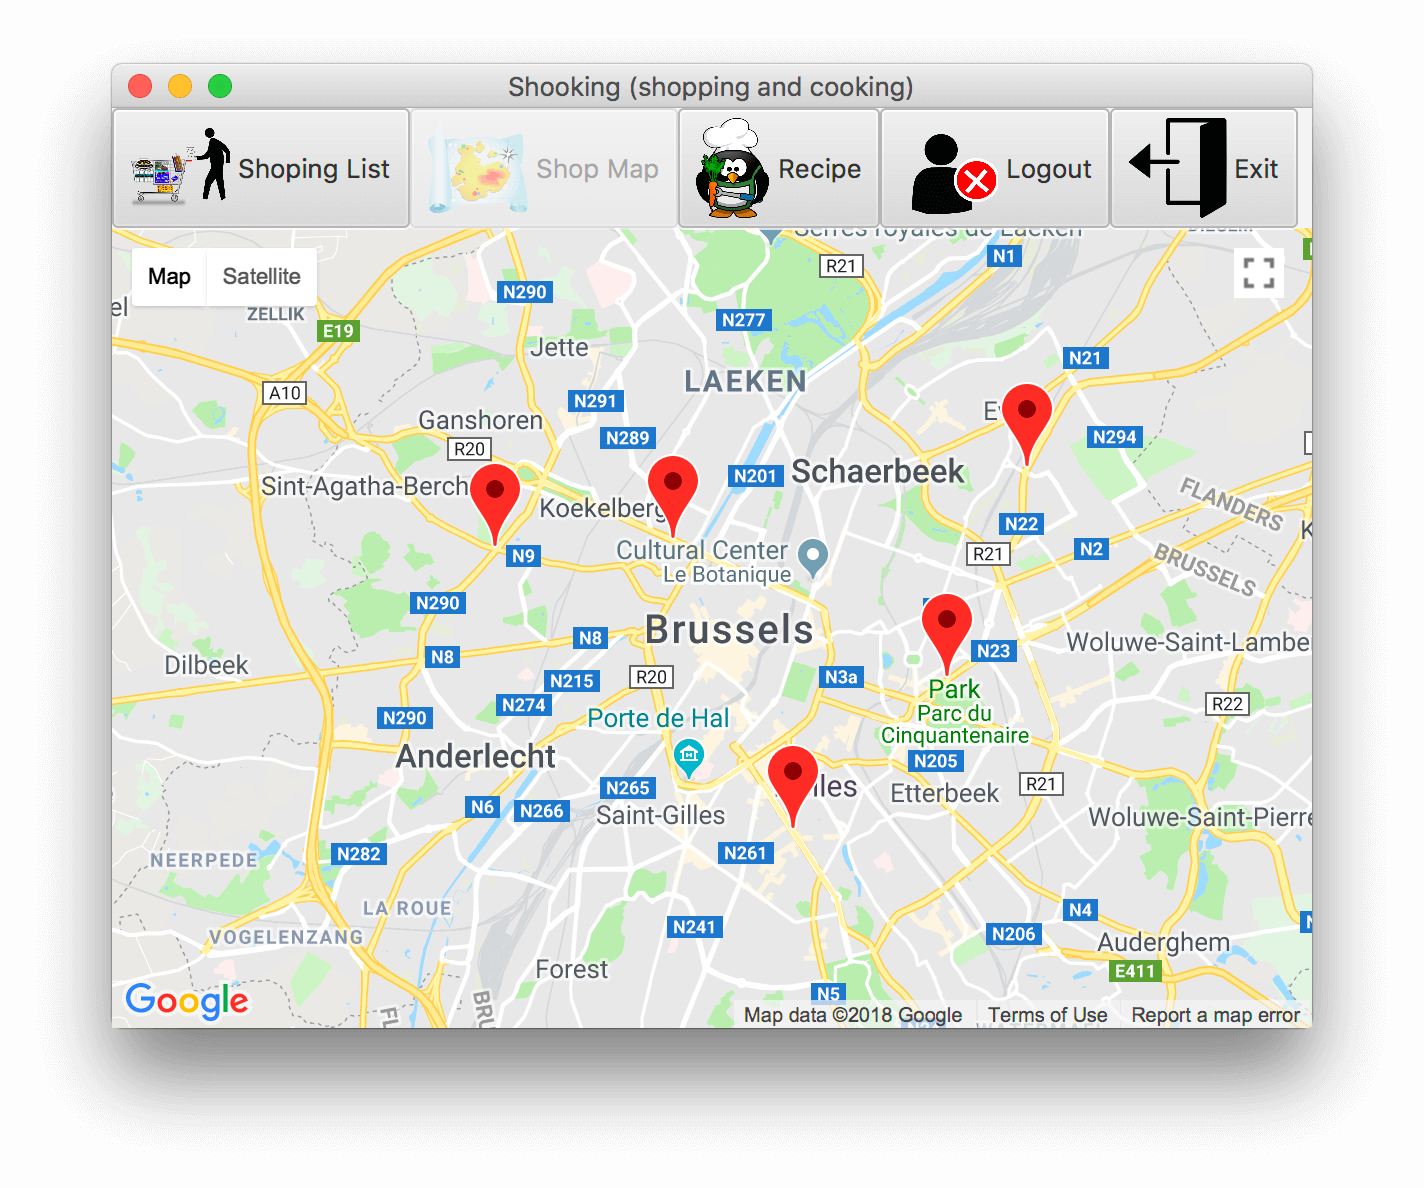 Shooking (shopping and cooking)
Shoping List
Shop Map
Recipe
Logout
Exit
Map
Satellite
Serres royales de Laeken
N1
R21
N290
ZELLIK
E19
N277
Jette
N21
LAEKEN
A10
N291
Ganshoren
N289
N294
R20
N201
Schaerbeek
Sint-Agatha-Berch
Koekelberg
FLANDERS
N22
Cultural Center
Le Botanique
N9
R21
N2
BRUSSELS
N290
Brussels
N8
N23
Woluwe-Saint-Lambe
N8
Dilbeek
N215
R20
N3a
Park
Parc du
Cinquantenaire
N274
N290
Porte de Hal
R22
Anderlecht
N205
N265
lles
Etterbeek
R21
N6
N266
Saint-Gilles
Woluwe-Saint-Pierre
N282
N261
NEERPEDE
LA ROUE
N4
N241
N206
VOGELENZANG
Auderghem
Forest
E411
N5
Google
Map data ©2018 Google
Terms of Use
Report a map error